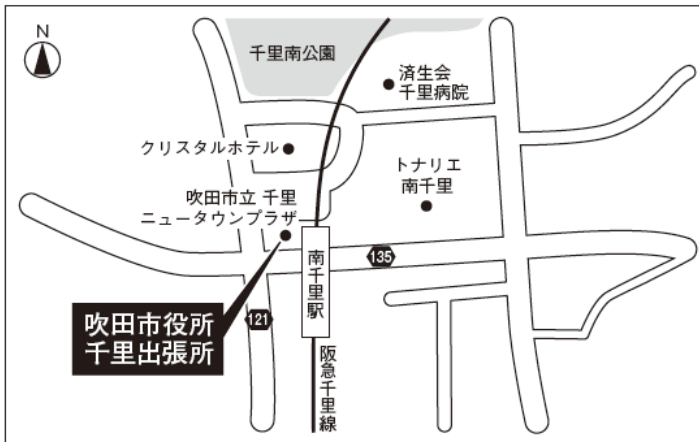 N
千里南公園
済生会
千里病院
クリスタルホテル
トナリエ
南千里
吹田市立 千里
ニュータウンプラザ
135
南千里駅
121
吹田市役所
千里出張所
阪急千里線